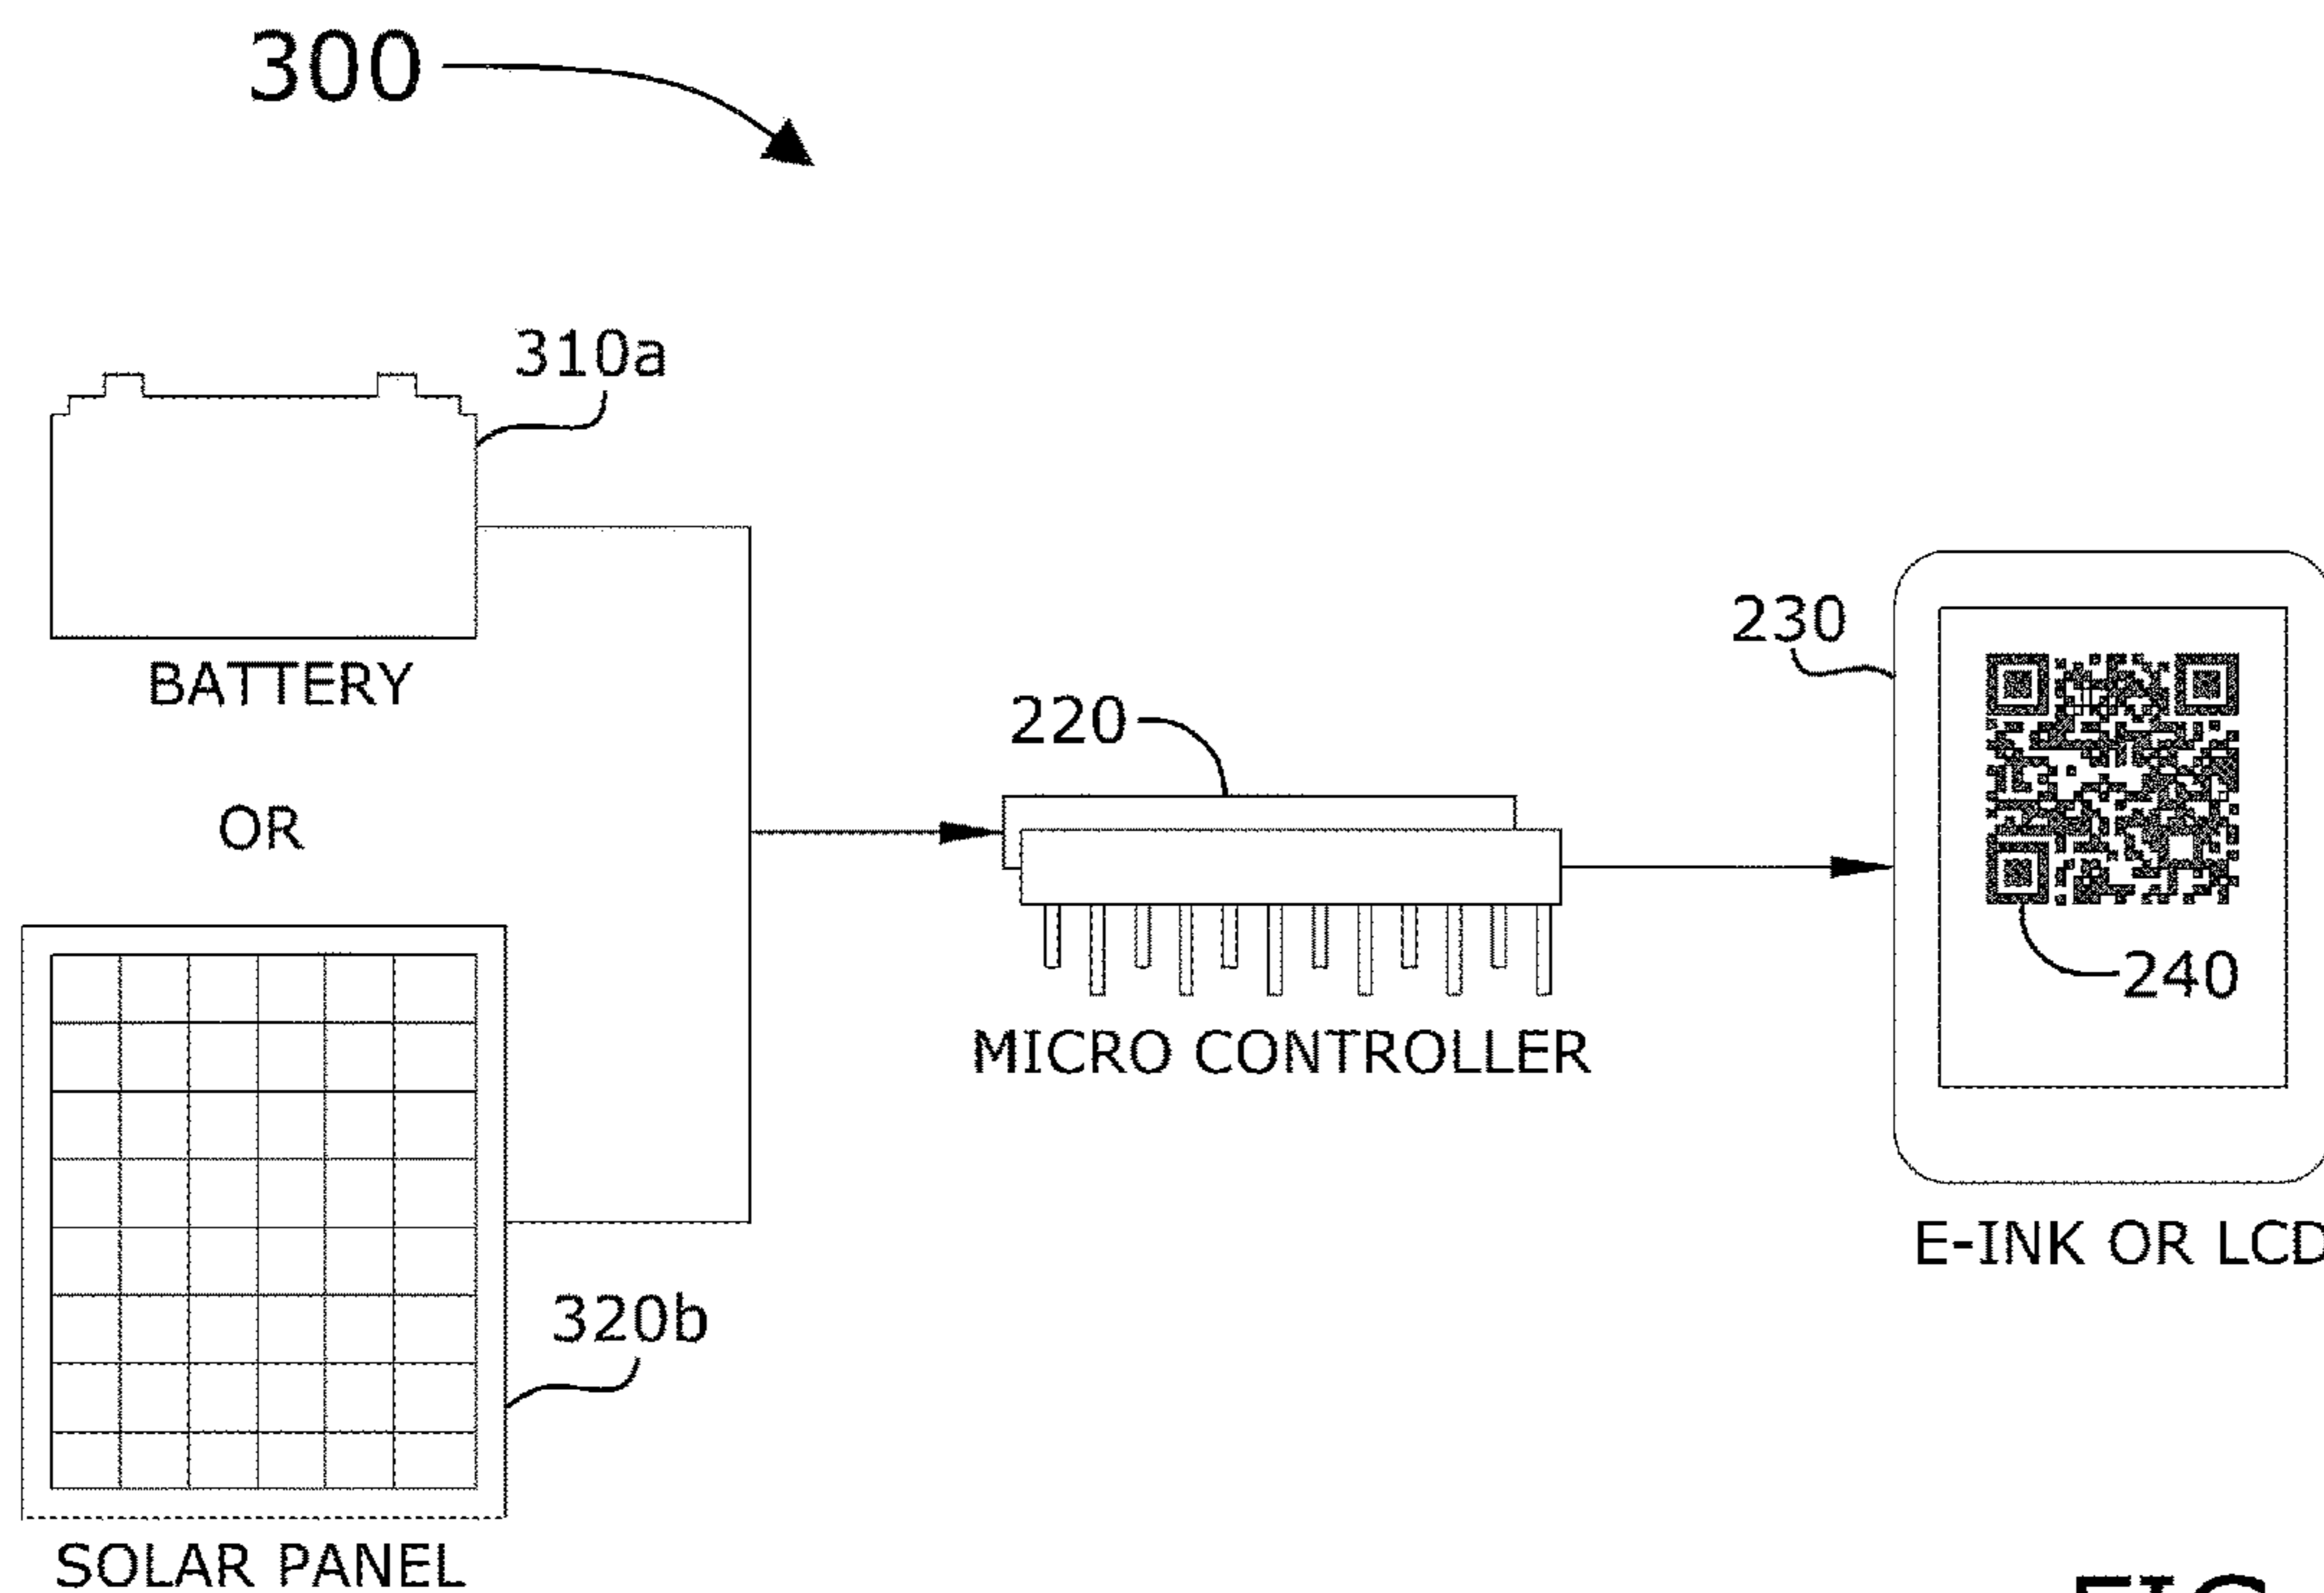 300
310a
BATTERY
OR
230
220
240
MICRO CONTROLLER
E-INK OR LCD
320b
SOLAR PANEL